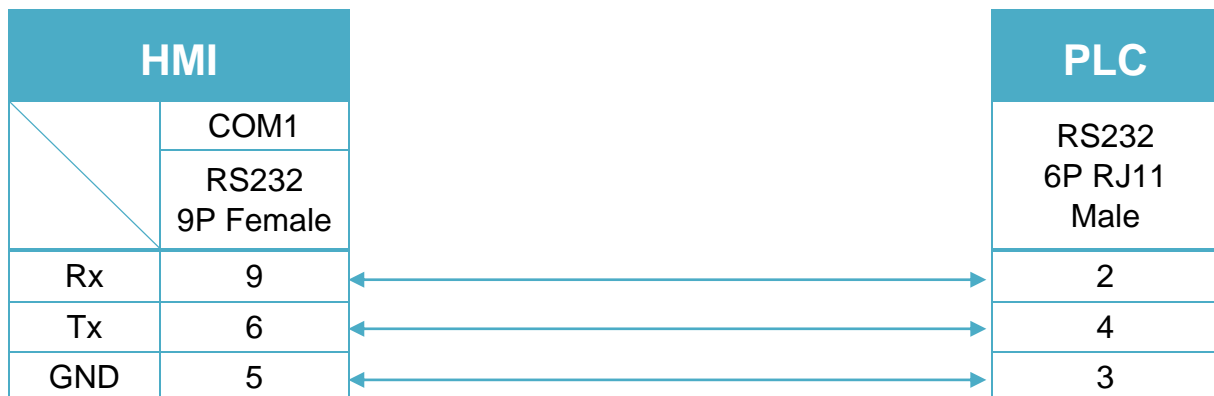 HMI
PLC
COM1
RS232
9P Female
RS232
6P RJ11
Male
Rx 9 2
Tx 6 4
GND 5 3